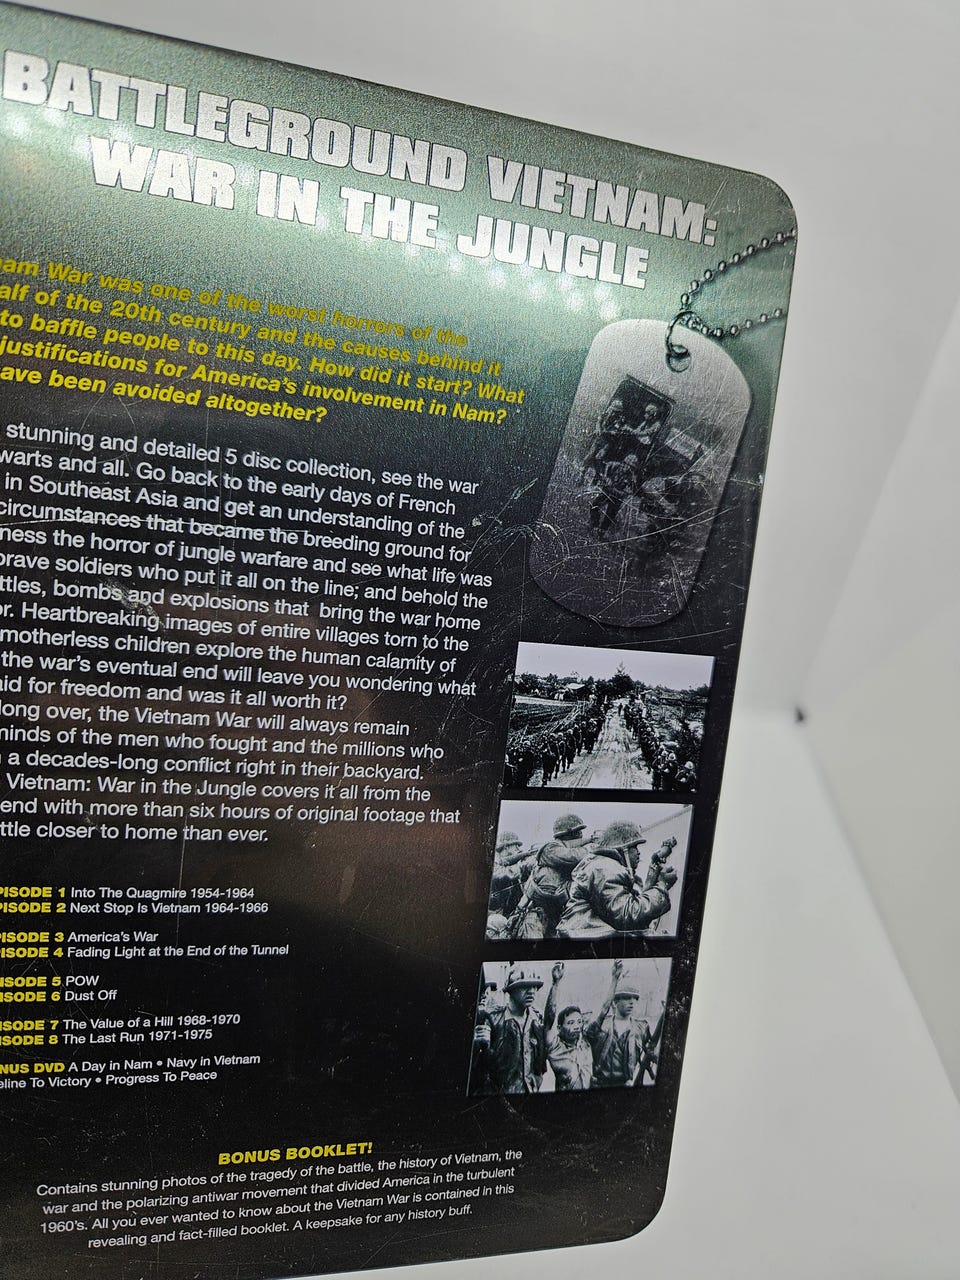 BATTLEGROUND VIETNAM:
WAR IN THE JUNGLE
am War was one of the worst horrors of the
alf of the 20th century and the causes behind it
to baffle people to this day. How did it start? What
justifications for America's involvement in Nam?
ave been avoided altogether?
stunning and detailed 5 disc collection, see the war
warts and all. Go back to the early days of French
in Southeast Asia and get an understanding of the
circumstances that became the breeding ground for
ness the horror of jungle warfare and see what life was
brave soldiers who put it all on the line; and behold the
ttles, bombs and explosions that bring the war home
or. Heartbreaking images of entire villages torn to the
motherless children explore the human calamity of
the war's eventual end will leave you wondering what
aid for freedom and was it all worth it?
long over, the Vietnam War will always remain
minds of the men who fought and the millions who
a decades-long conflict right in their backyard.
Vietnam: War in the Jungle covers it all from the
end with more than six hours of original footage that
ttle closer to home than ever.
PISODE 1 Into The Quagmire 1954-1964
PISODE 2 Next Stop Is Vietnam 1964-1966
ISODE 3 America's War
ISODE 4 Fading Light at the End of the Tunnel
ISODE 5 POW
ISODE 6 Dust Off
ISODE 7 The Value of a Hill 1968-1970
SODE 8 The Last Run 1971-1975
NUS DVD A Day in Nam • Navy in Vietnam
eline To Victory • Progress To Peace
BONUS BOOKLET!
Contains stunning photos of the tragedy of the battle, the history of Vietnam, the
war and the polarizing antiwar movement that divided America in the turbulent
1960's. All you ever wanted to know about the Vietnam War is contained in this
revealing and fact-filled booklet. A keepsake for any history buff.